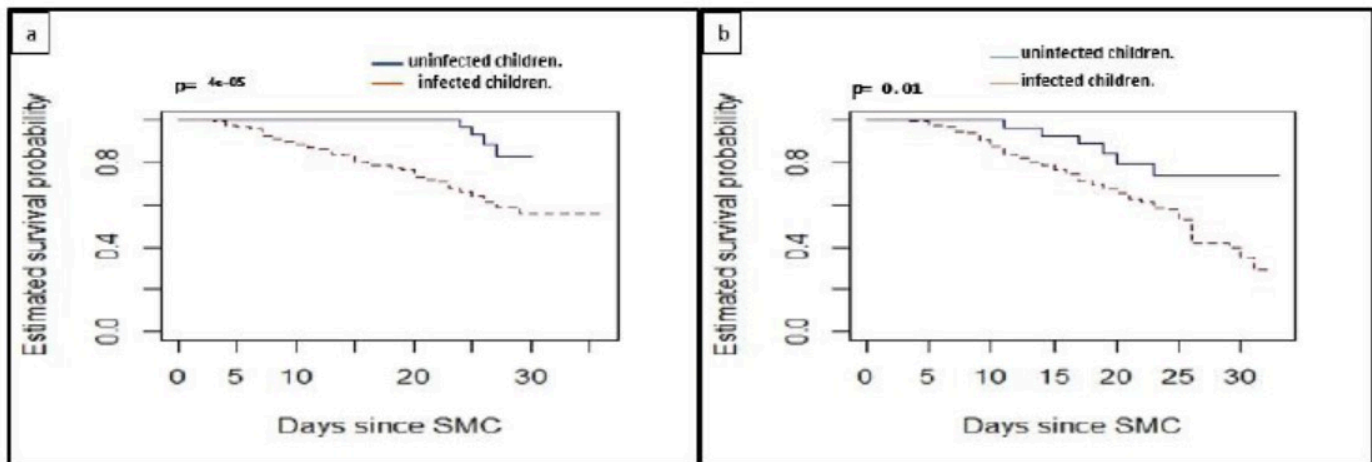 a
uninfected children.
infected children.
p= 4e-05
Estimated survival probability
0.8
0.4
0.0
0 5 10 20 30
Days since SMC
b
uninfected children.
infected children.
p= 0.01
Estimated survival probability
0.8
0.4
0.0
0 5 10 15 20 25 30
Days since SMC